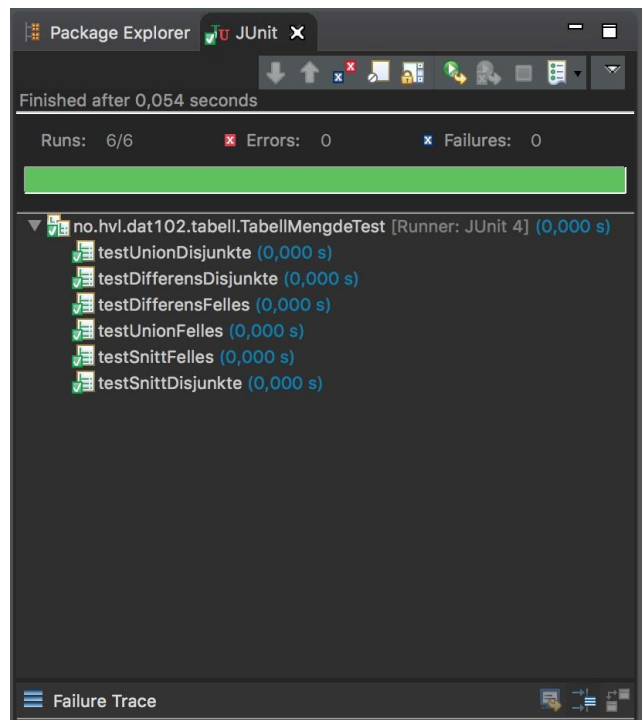 Package Explorer JUnit
Finished after 0,054 seconds
Runs: 6/6 Errors: 0 Failures: 0
no.hvl.dat102.tabell.TabellMengdeTest [Runner: JUnit 4] (0,000 s)
testUnionDisjunkte (0,000 s)
testDifferensDisjunkte (0,000 s)
testDifferensFelles (0,000 s)
testUnionFelles (0,000 s)
testSnittFelles (0,000 s)
testSnittDisjunkte (0,000 s)
Failure Trace